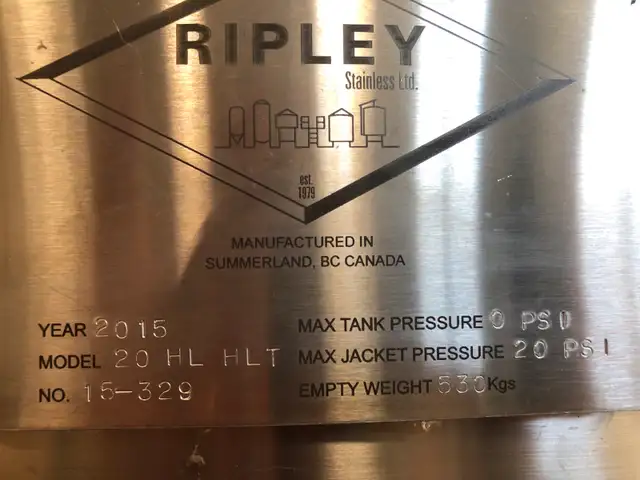 RIPLEY
Stainless Ltd.
est.
1979
MANUFACTURED IN
SUMMERLAND, BC CANADA
YEAR 2015
MAX TANK PRESSURE 0 PSI
MODEL 20 HL HLT
MAX JACKET PRESSURE 20 PSI
NO. 15-329
EMPTY WEIGHT 530Kgs